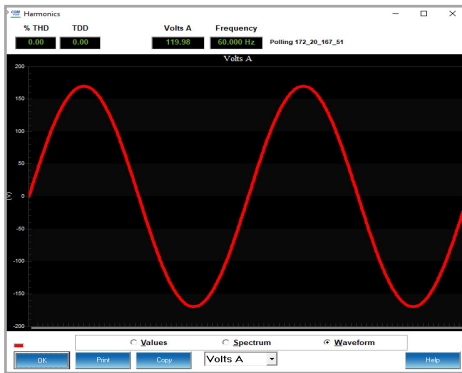 Harmonics
% THD TDD Volts A Frequency
0.00 0.00 119.98 60.000 Hz Polling 172_20_167_51
Volts A
200
150
100
50
0
(V)
-50
-100
-150
-200
Values Spectrum Waveform
OK Print Copy Volts A Help